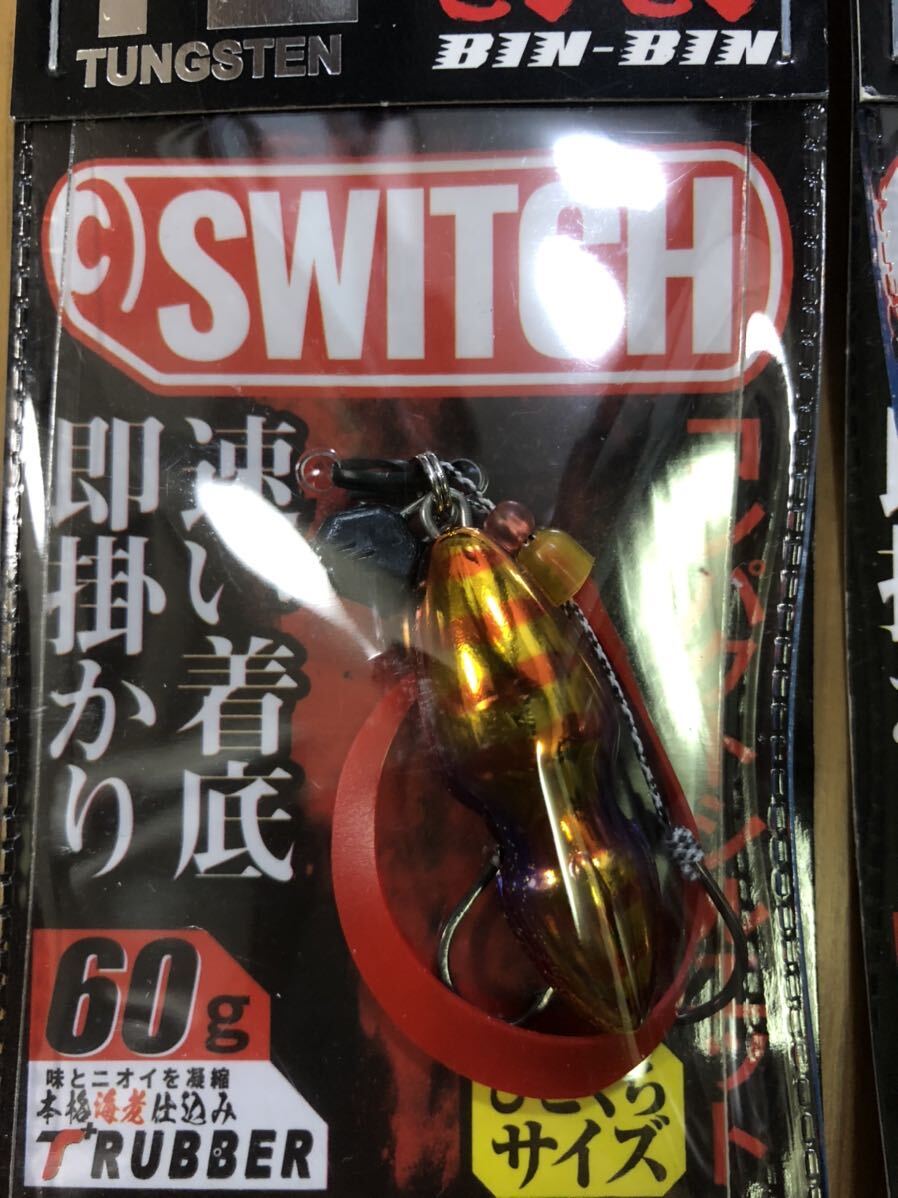 TUNGSTEN
BIN-BIN
C) SWITCH
速い着底
即掛かり
60g
味とニオイを凝縮
本格海老仕込み
T+RUBBER
サイズ